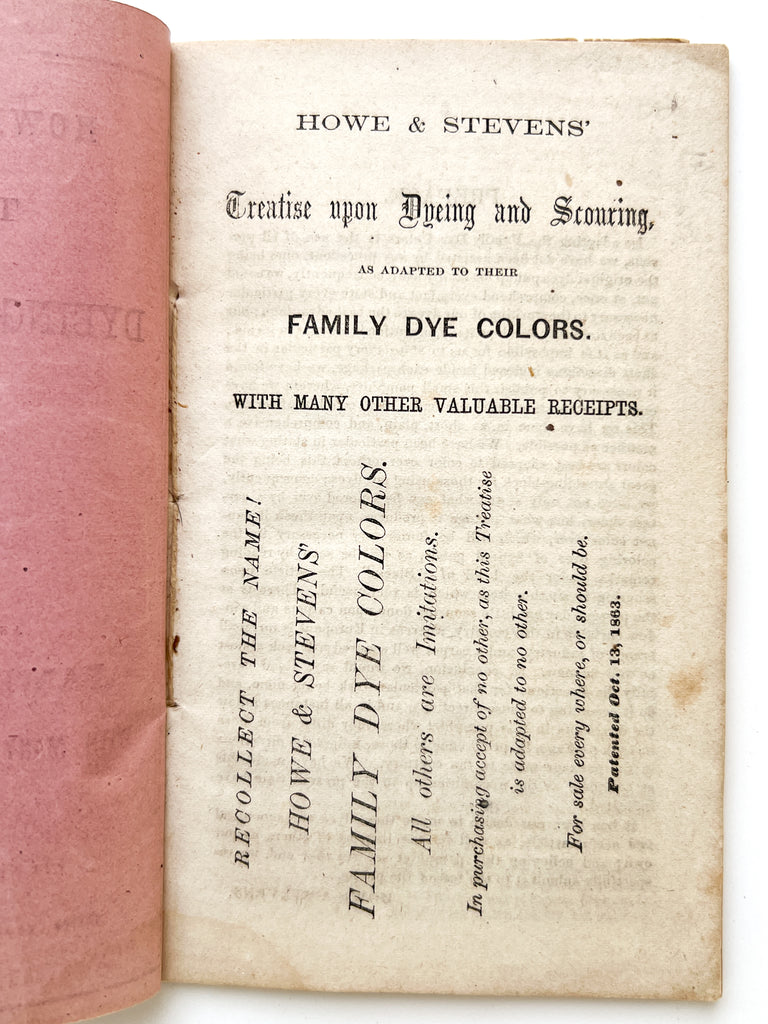 HOWE & STEVENS'
Treatise upon Dyeing and Scouring,
AS ADAPTED TO THEIR
FAMILY DYE COLORS.
WITH MANY OTHER VALUABLE RECEIPTS.
RECOLLECT THE NAME!
HOWE & STEVENS'
FAMILY DYE COLORS.
All others are Imitations.
In purchasing accept of no other, as this Treatise
is adapted to no other.
For sale every where, or should be.
Patented Oct. 13, 1863.